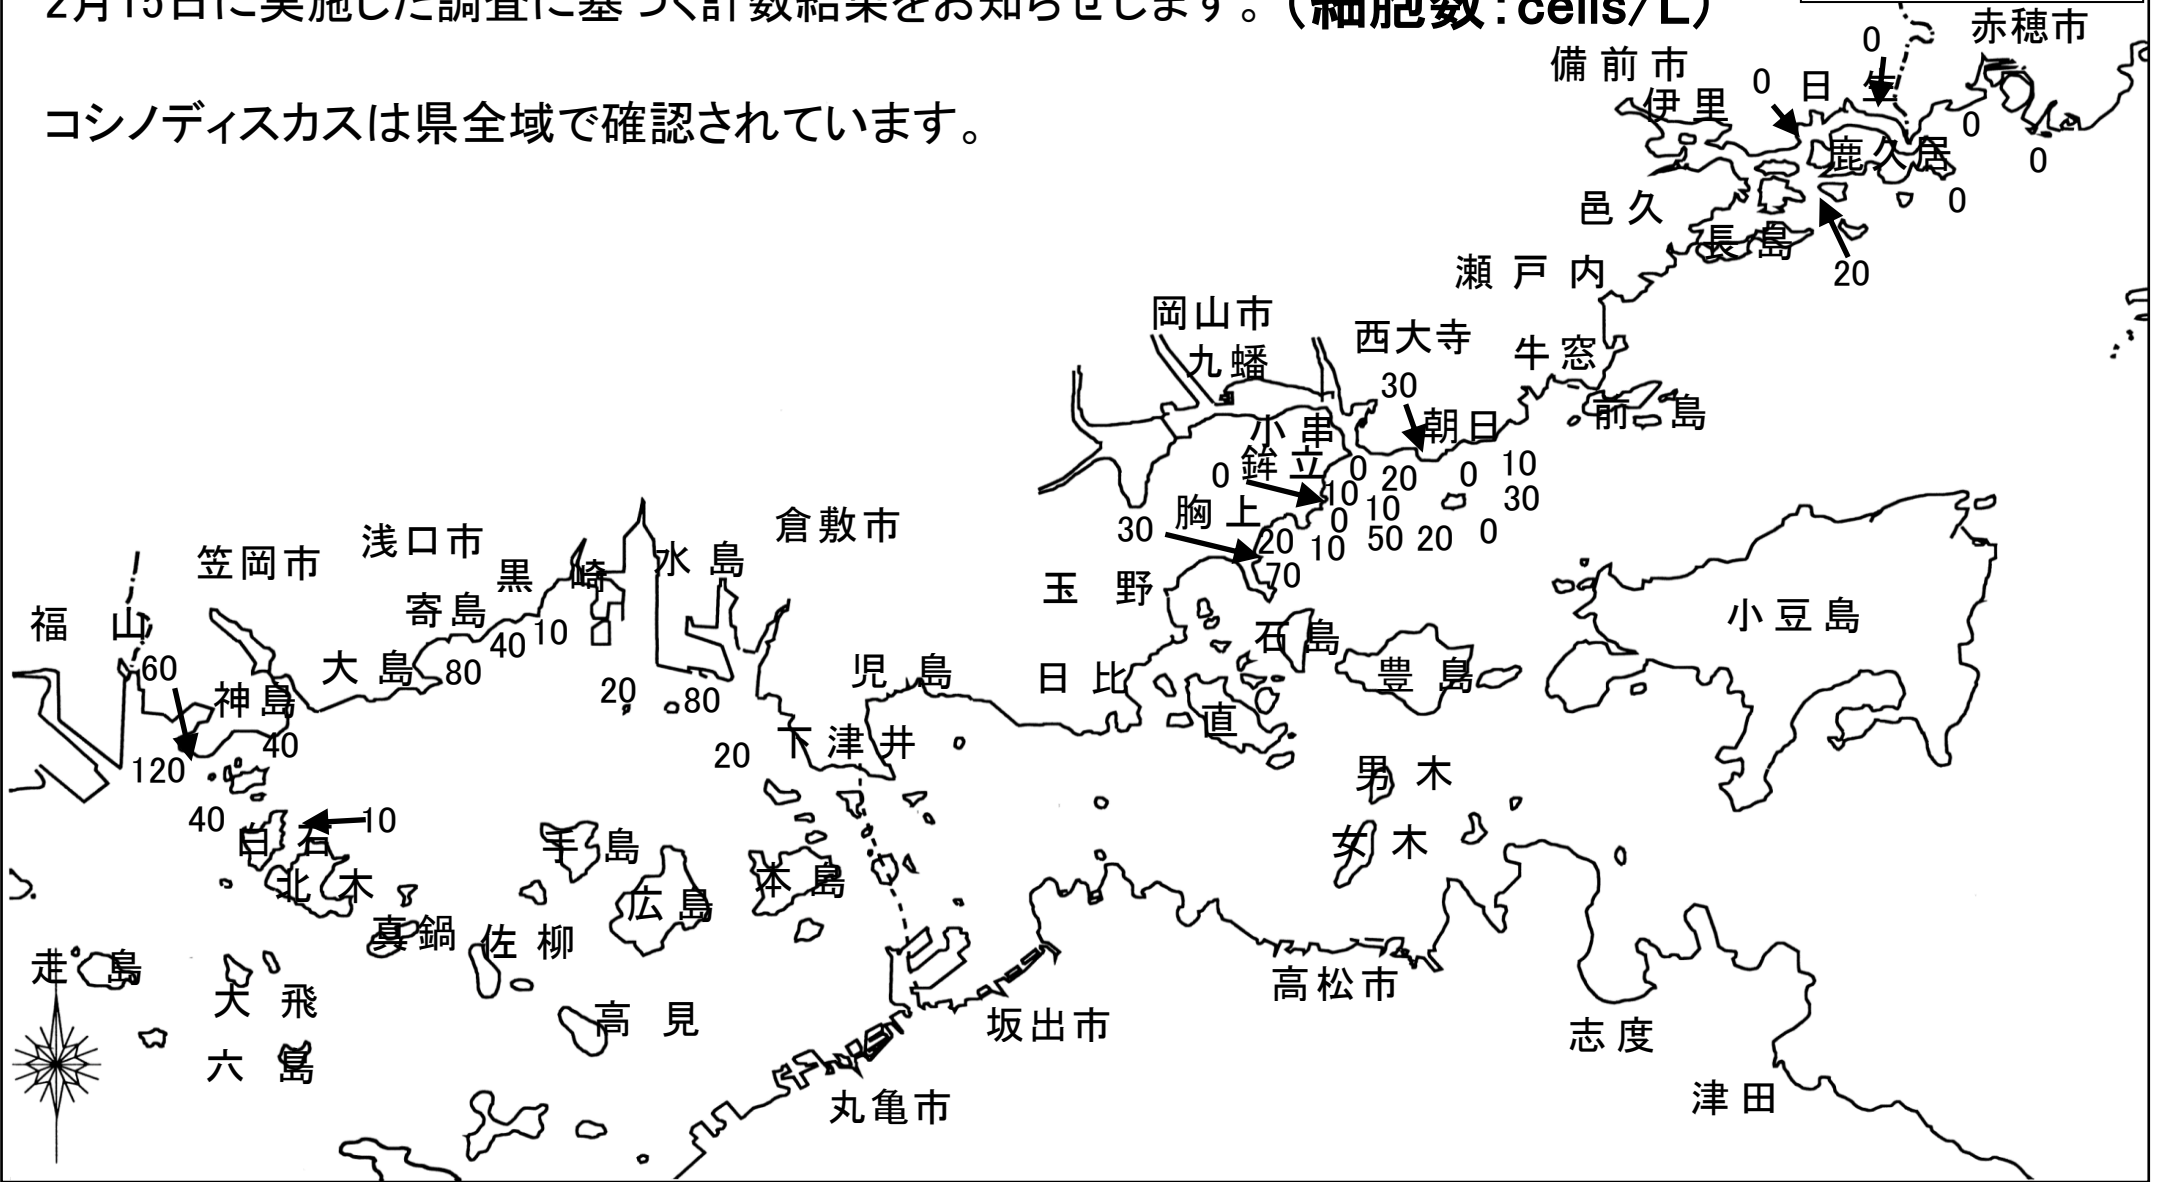 2月15日に実施した調査に基づく計数結果をお知らせします。(細胞数:cells/L)
赤穂市
0
備前市
0 日 生
伊里
コシノディスカスは県全域で確認されています。
0
鹿久居
0
0
邑久
長島
瀬戸内
20
岡山市
西大寺
牛窓
九蟠
30
前島
小串
朝日
鉾立
0
0 20 0 10
10 10 30
胸上
30
0
20 10 50 20 0
70
倉敷市
浅口市
笠岡市
黒崎
水島
玉野
寄島
福山
小豆島
石島
40 10
60
大島
80
児島
日比
豊島
神島
20 80
直
40
20
下津井
120
男木
40
10
白石
手島
女木
北木
本島
広島
真鍋
佐柳
走島
高松市
大飛
高見
坂出市
志度
六島
津田
丸亀市